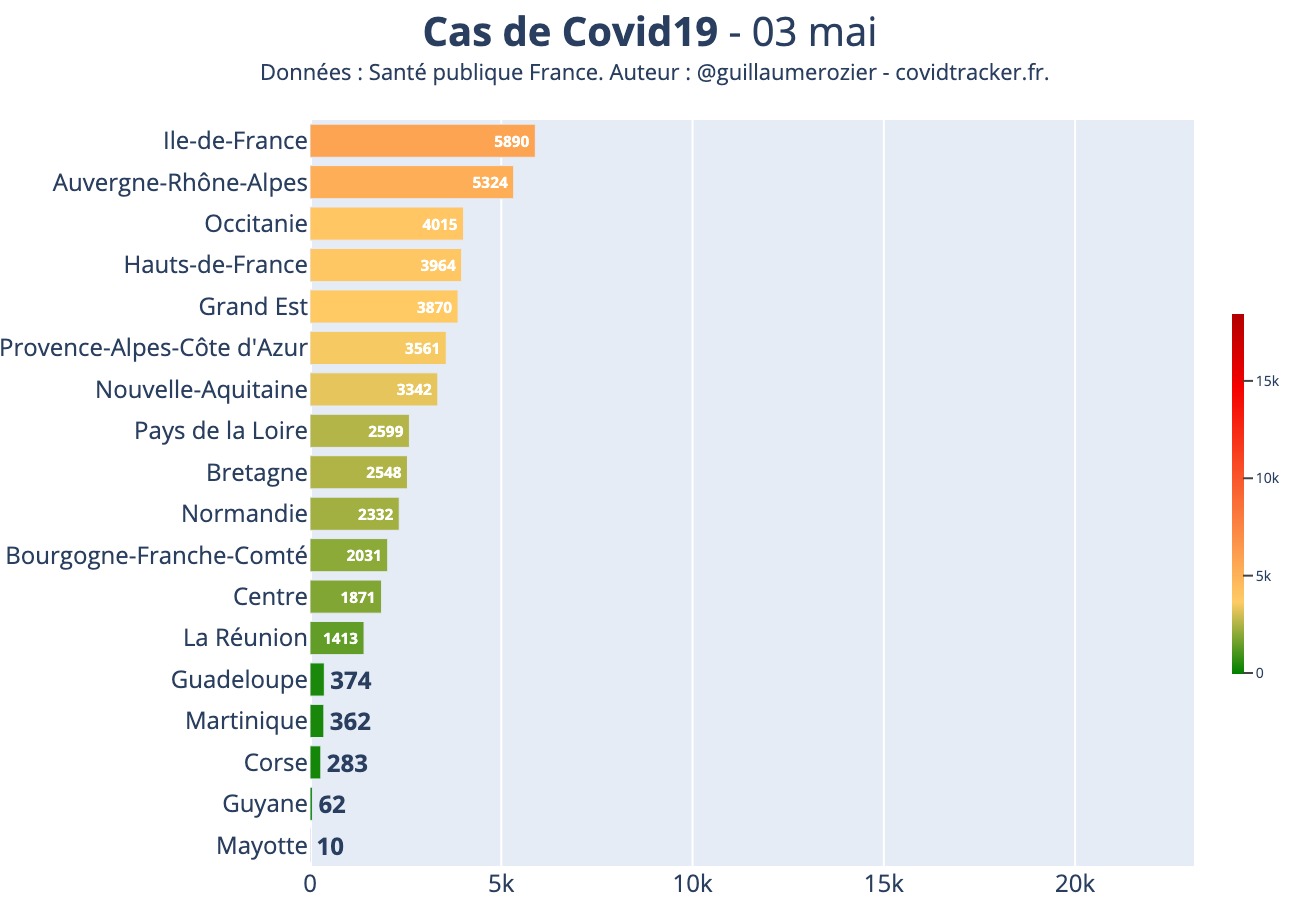 Cas de Covid19 - 03 mai
Données : Santé publique France. Auteur : @guillaumerozier - covidtracker.fr.
Ile-de-France 5890
Auvergne-Rhône-Alpes 5324
Occitanie 4015
Hauts-de-France 3964
Grand Est 3870
Provence-Alpes-Côte d'Azur 3561
Nouvelle-Aquitaine 3342
Pays de la Loire 2599
Bretagne 2548
Normandie 2332
Bourgogne-Franche-Comté 2031
Centre 1871
La Réunion 1413
Guadeloupe 374
Martinique 362
Corse 283
Guyane 62
Mayotte 10
0 5k 10k 15k 20k
15k
10k
5k
0